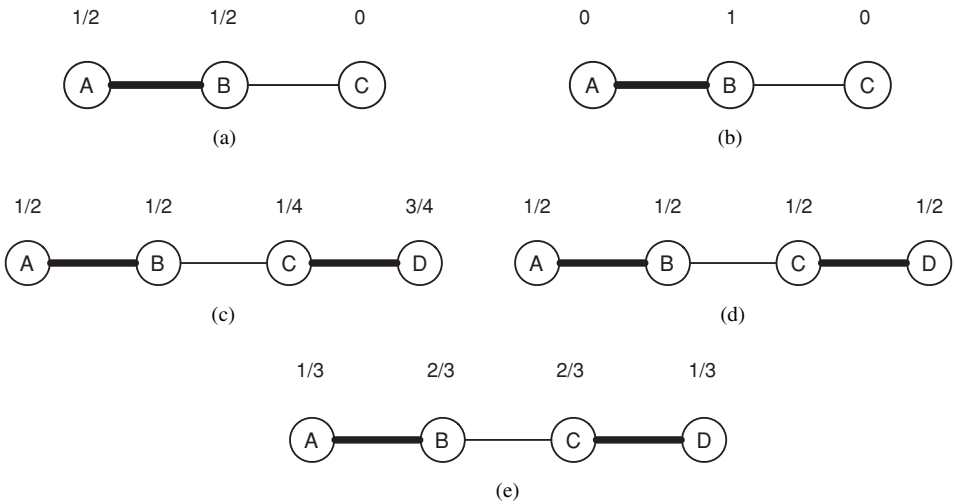 1/2 1/2 0
A B C
(a)
0 1 0
A B C
(b)
1/2 1/2 1/4 3/4
A B C D
(c)
1/2 1/2 1/2 1/2
A B C D
(d)
1/3 2/3 2/3 1/3
A B C D
(e)